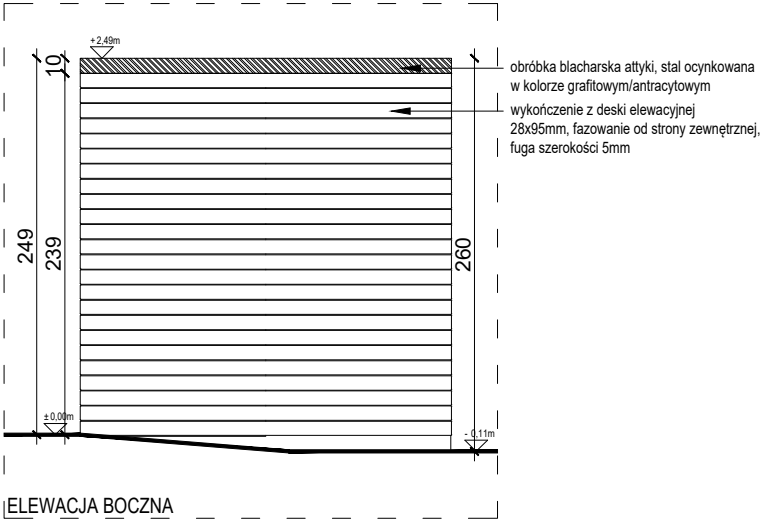 +2,49m
10
obróbka blacharska attyki, stal ocynkowana
w kolorze grafitowym/antracytowym
wykończenie z deski elewacyjnej
28x95mm, fazowanie od strony zewnętrznej,
fuga szerokości 5mm
249
239
260
±0,00m
-0,11m
ELEWACJA BOCZNA